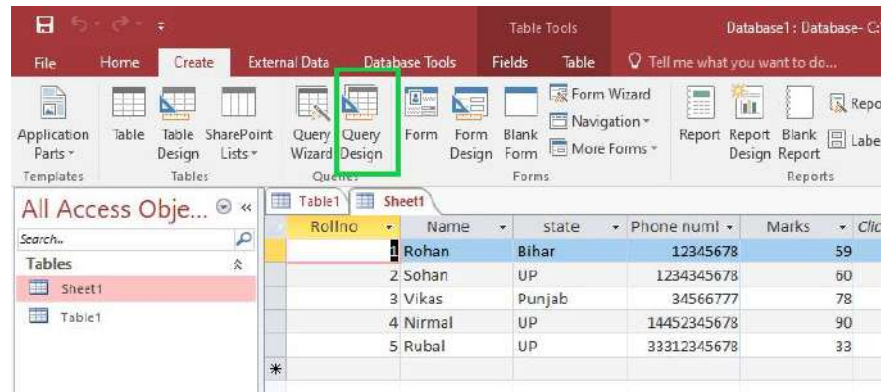 Table Tools
Database1 : Database- C:\
File Home Create External Data Database Tools Fields Table Tell me what you want to do...
Application Parts
Table
Table Design
SharePoint Lists
Query Wizard
Query Design
Form
Form Design
Blank Form
Form Wizard
Navigation
More Forms
Report
Report Design
Blank Report
Templates Tables Queries Forms Reports
All Access Obje...
Search..
Tables
Sheet1
Table1
Table1 Sheet1
Rollno Name state Phone numl Marks
1 Rohan Bihar 12345678 59
2 Sohan UP 1234345678 60
3 Vikas Punjab 34566777 78
4 Nirmal UP 14452345678 90
5 Rubal UP 33312345678 33